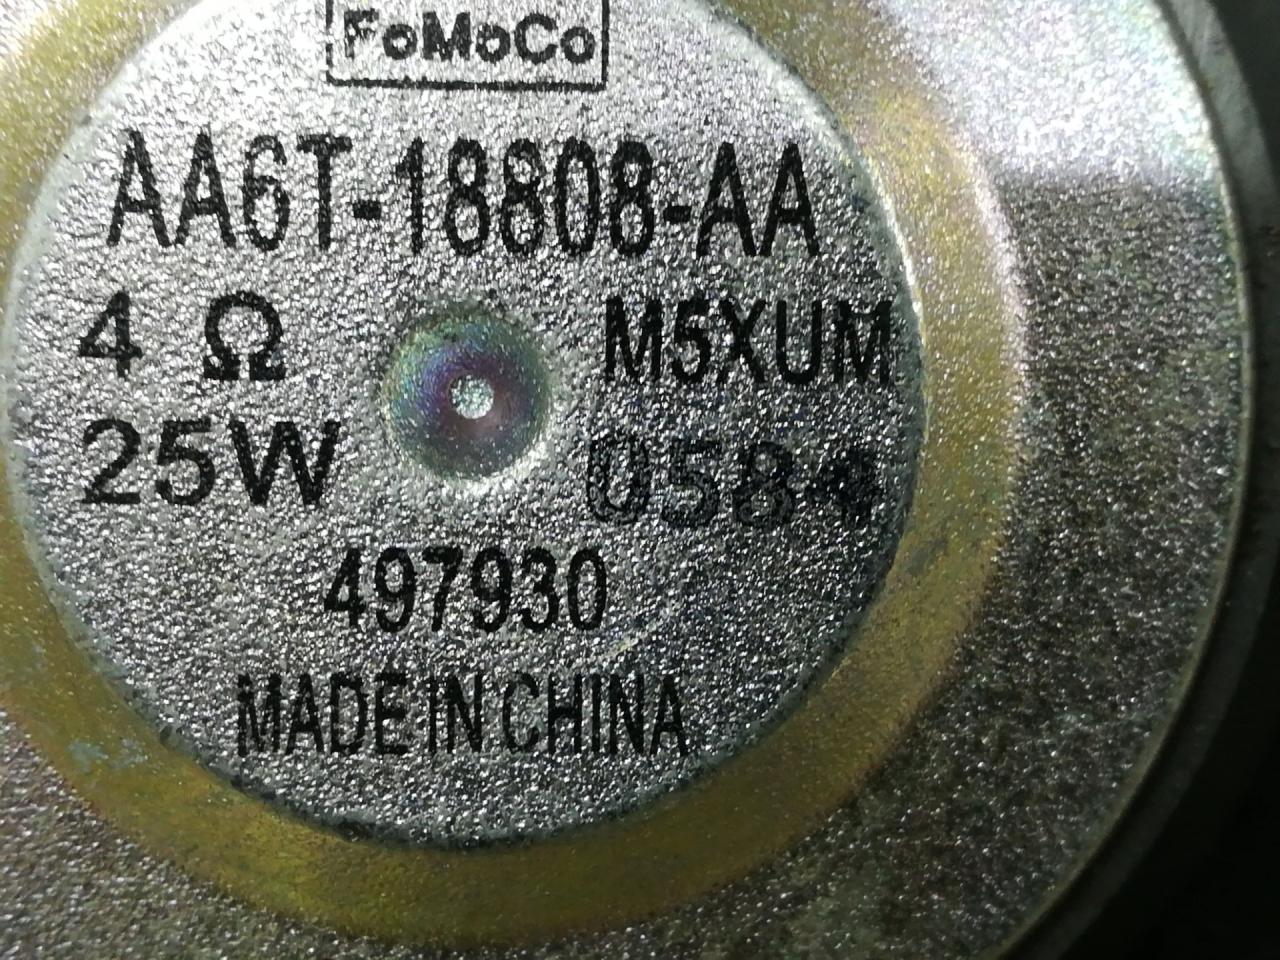 FoMoCo
AA6T-18808-AA
4 Ω M5XUM
25W 058
497930
MADE IN CHINA